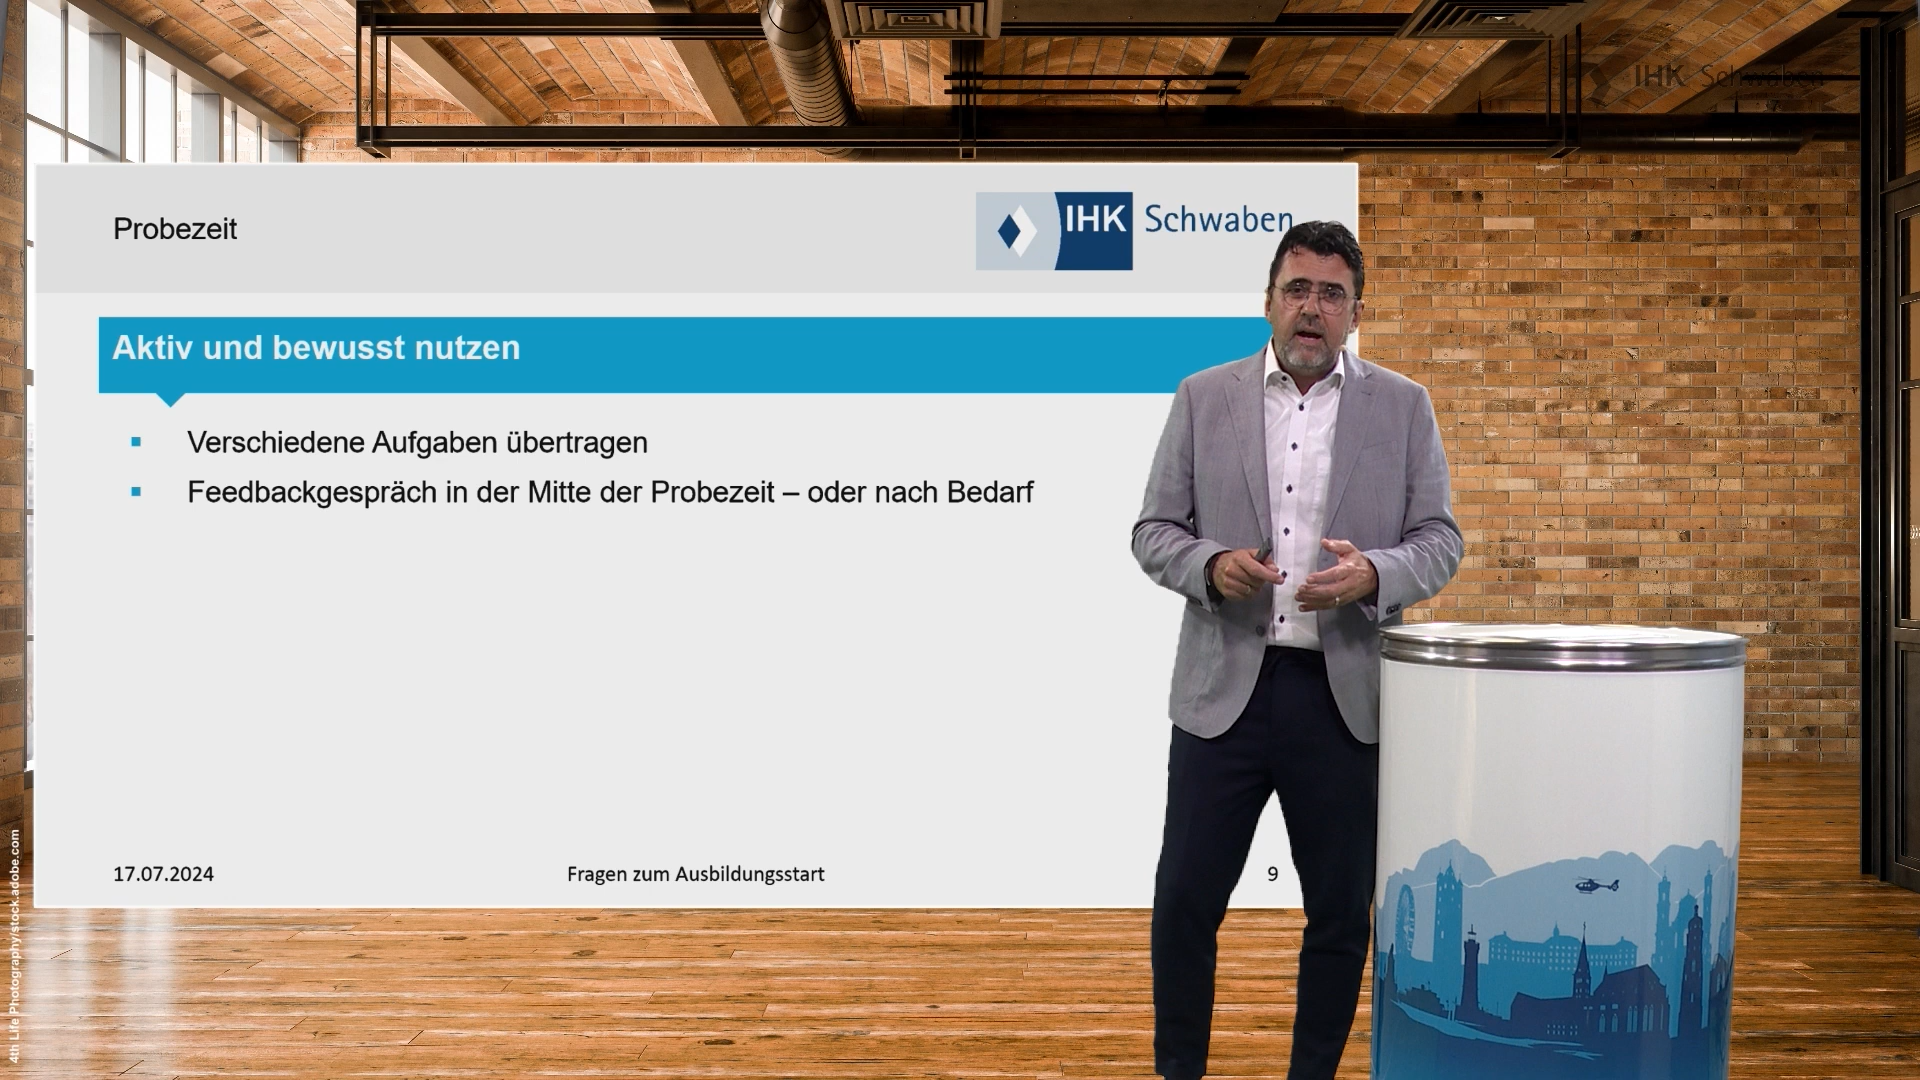 IHK Schwaben
Probezeit
IHK Schwaben
Aktiv und bewusst nutzen
▪ Verschiedene Aufgaben übertragen
▪ Feedbackgespräch in der Mitte der Probezeit – oder nach Bedarf
17.07.2024
Fragen zum Ausbildungsstart
9
4th Life Photography/stock.adobe.com